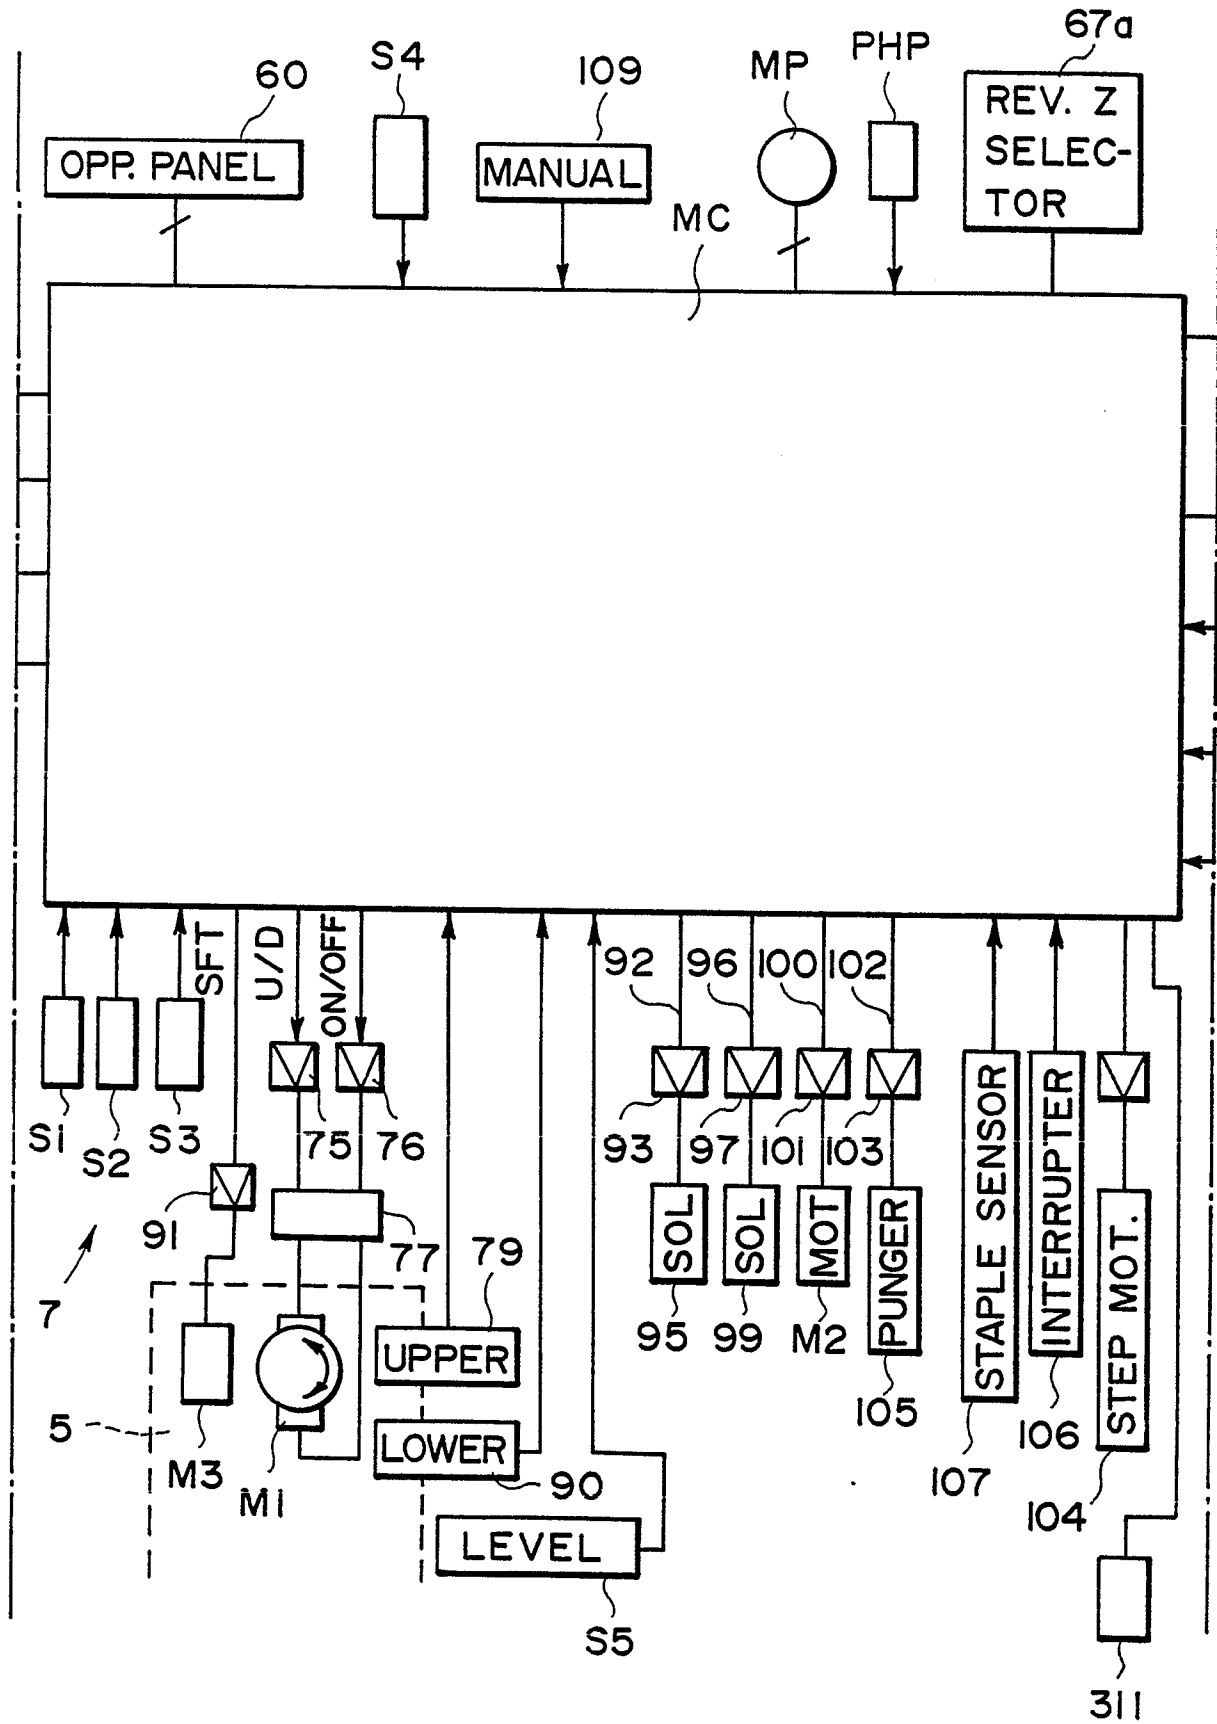 67a
S4
PHP
60
109
MP
OPP. PANEL
MANUAL
REV. Z
SELEC-
TOR
MC
SFT
U/D
ON/OFF
92
96
100
102
S1
S2
S3
75
76
93
97
101
103
91
77
7
79
SOL
SOL
MOT
PUNGER
STAPLE SENSOR
INTERRUPTER
STEP MOT.
95
99
M2
UPPER
105
5
LOWER
106
M3
M1
90
107
104
LEVEL
S5
311